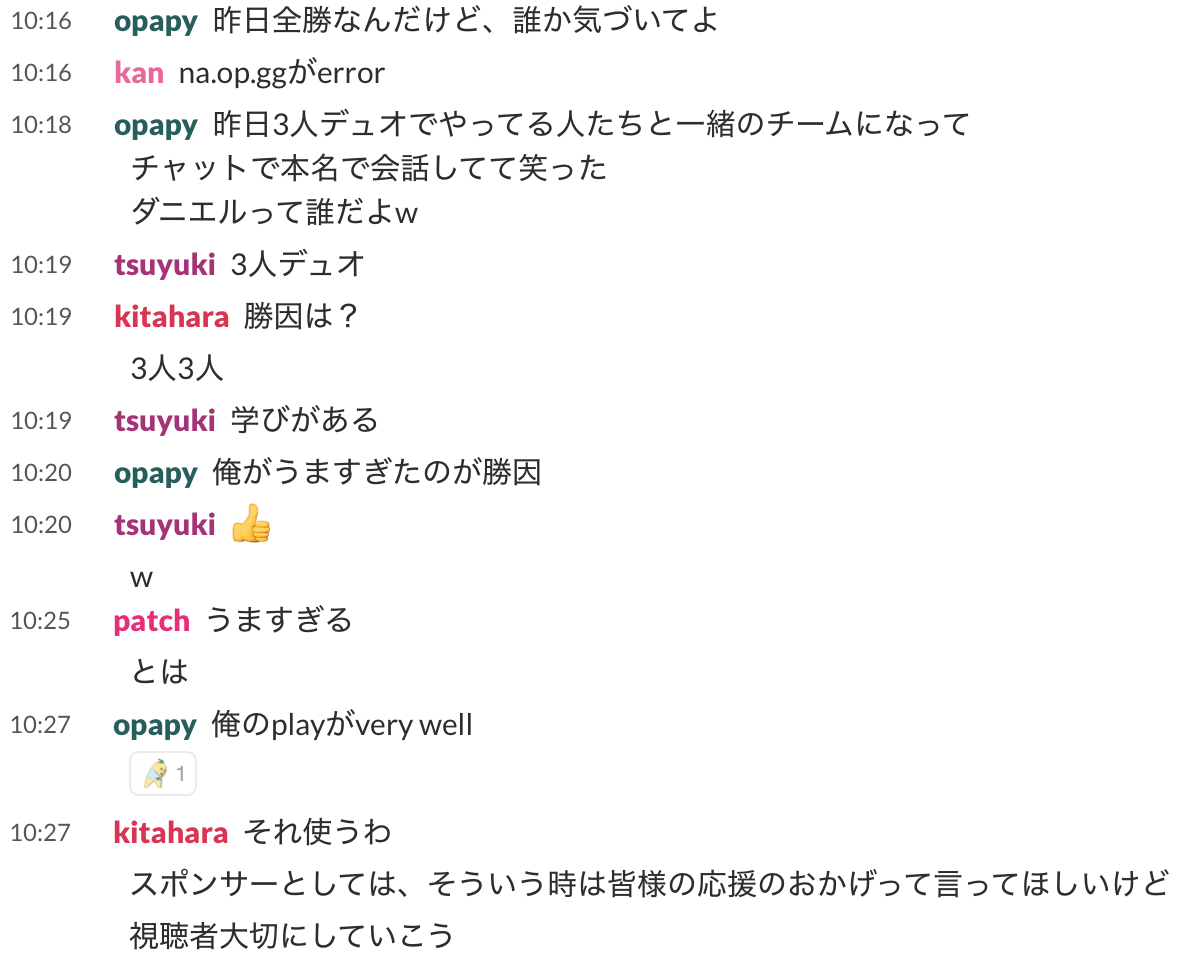 10:16 opapy 昨日全勝なんだけど、誰か気づいてよ
10:16 kan na.op.ggがerror
10:18 opapy 昨日3人デュオでやってる人たちと一緒のチームになって
チャットで本名で会話してて笑った
ダニエルって誰だよw
10:19 tsuyuki 3人デュオ
10:19 kitahara 勝因は？
3人3人
10:19 tsuyuki 学びがある
10:20 opapy 俺がうますぎたのが勝因
10:20 tsuyuki 👍
w
10:25 patch うますぎる
とは
10:27 opapy 俺のplayがvery well
1
10:27 kitahara それ使うわ
スポンサーとしては、そういう時は皆様の応援のおかげって言ってほしいけど
視聴者大切にしていこう